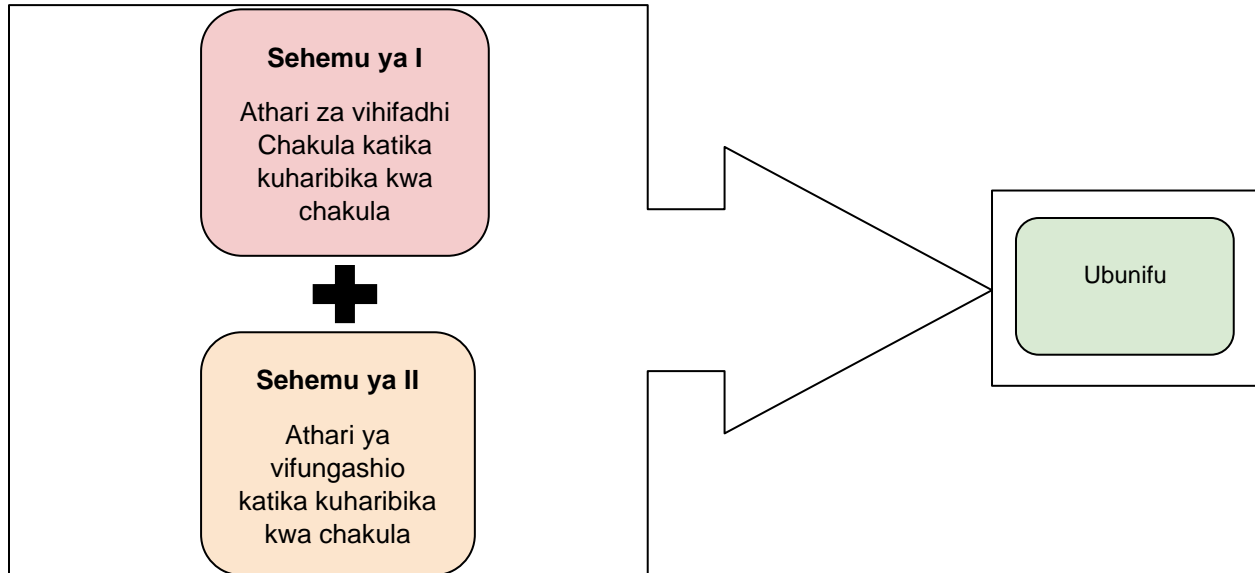 Sehemu ya I
Athari za vihifadhi
Chakula katika
kuharibika kwa
chakula
Sehemu ya II
Athari ya
vifungashio
katika kuharibika
kwa chakula
Ubunifu